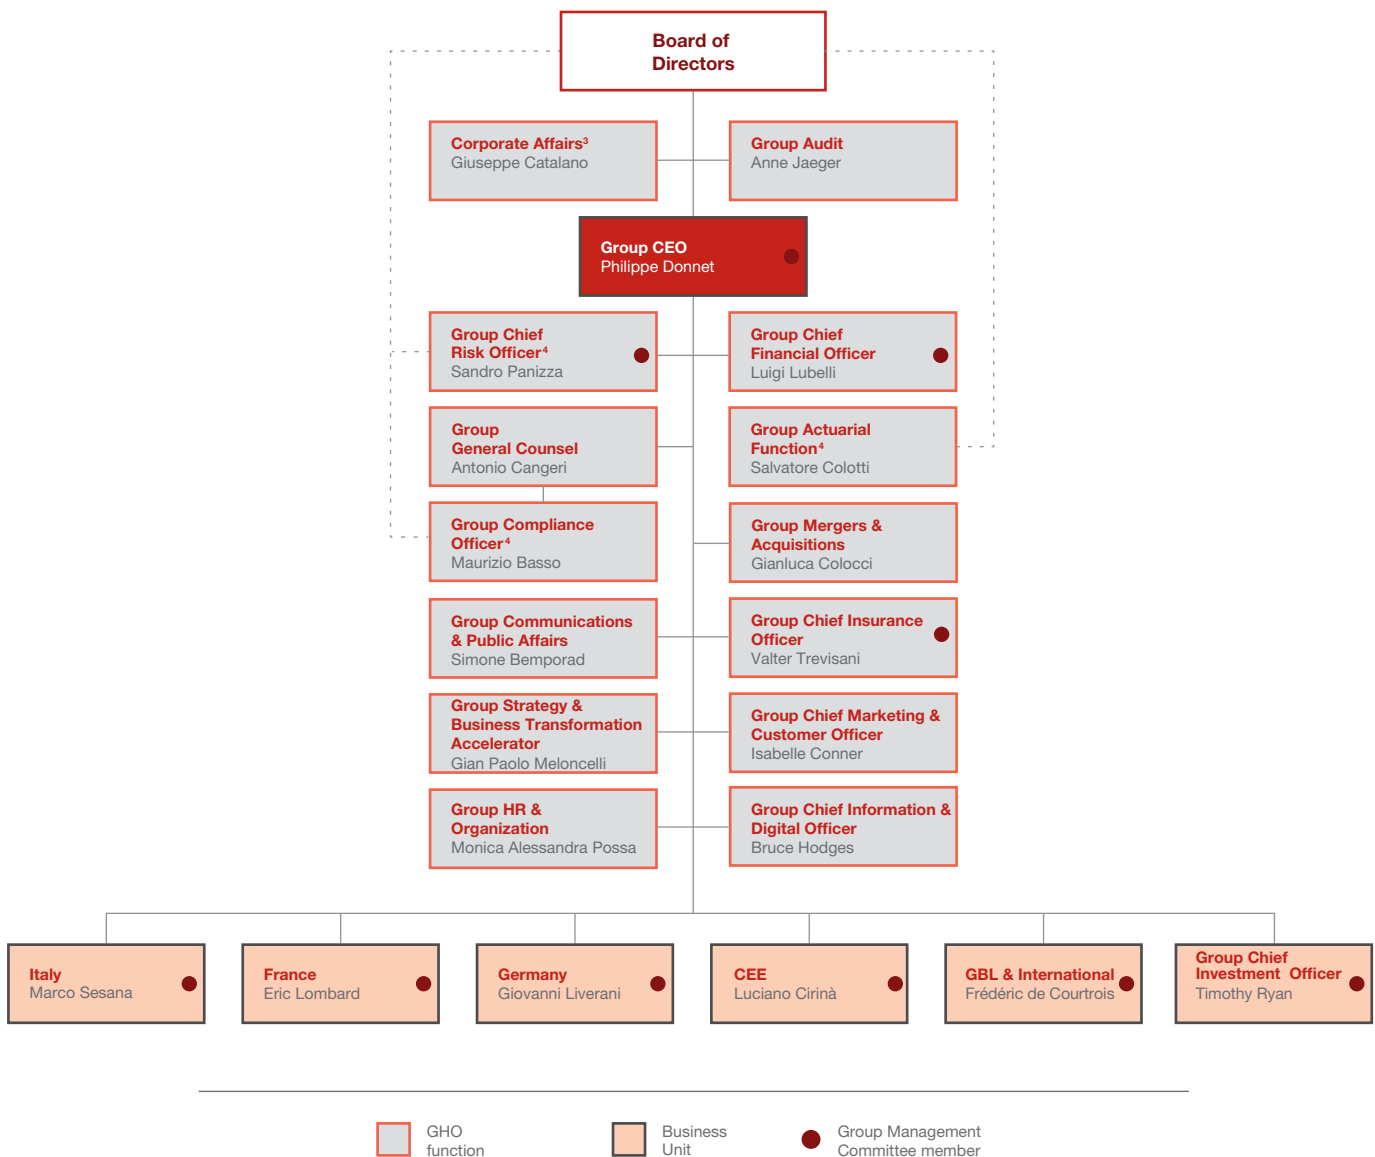 Board of
Directors
Corporate Affairs³
Giuseppe Catalano
Group Audit
Anne Jaeger
Group CEO
Philippe Donnet
Group Chief
Risk Officer⁴
Sandro Panizza
Group Chief
Financial Officer
Luigi Lubelli
Group
General Counsel
Antonio Cangeri
Group Actuarial
Function⁴
Salvatore Colotti
Group Compliance
Officer⁴
Maurizio Basso
Group Mergers &
Acquisitions
Gianluca Colocci
Group Communications
& Public Affairs
Simone Bemporad
Group Chief Insurance
Officer
Valter Trevisani
Group Strategy &
Business Transformation
Accelerator
Gian Paolo Meloncelli
Group Chief Marketing &
Customer Officer
Isabelle Conner
Group HR &
Organization
Monica Alessandra Possa
Group Chief Information &
Digital Officer
Bruce Hodges
Italy
Marco Sesana
France
Eric Lombard
Germany
Giovanni Liverani
CEE
Luciano Cirinà
GBL & International
Frédéric de Courtrois
Group Chief
Investment Officer
Timothy Ryan
GHO
function
Business
Unit
Group Management
Committee member